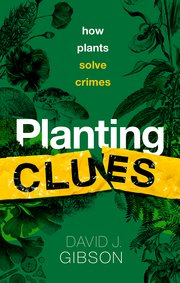 how
plants
solve
crimes
Planting
CLUES
DAVID J.
GIBSON